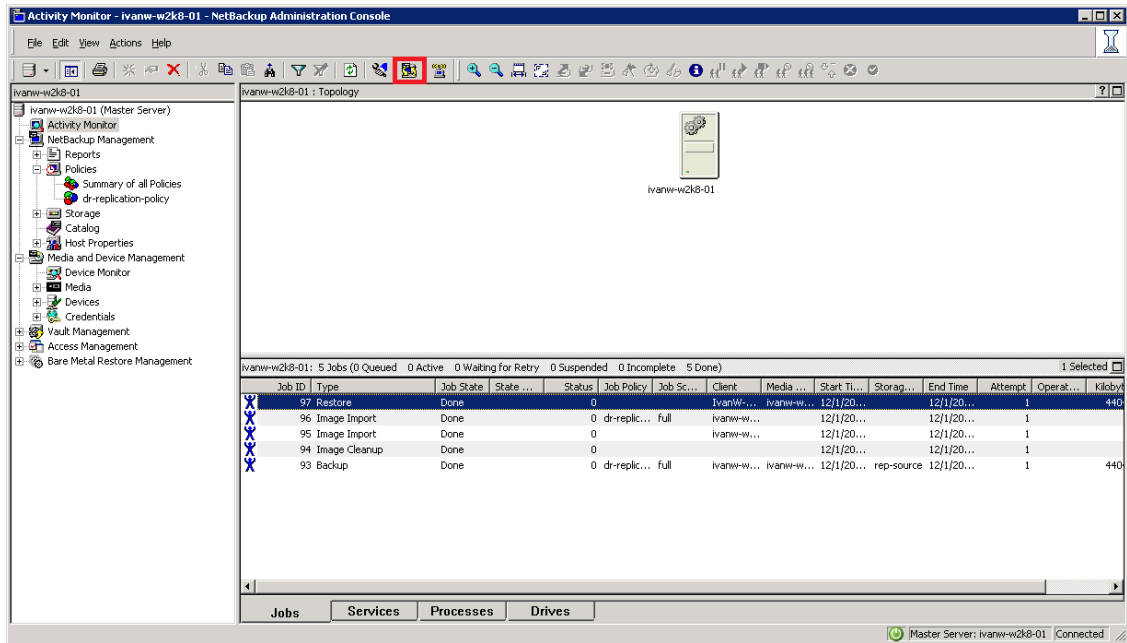 Activity Monitor - ivanw-w2k8-01 - NetBackup Administration Console
File Edit View Actions Help
ivanw-w2k8-01
ivanw-w2k8-01 : Topology
ivanw-w2k8-01 (Master Server)
Activity Monitor
NetBackup Management
Reports
Policies
Summary of all Policies
dr-replication-policy
Storage
Catalog
Host Properties
Media and Device Management
Device Monitor
Media
Devices
Credentials
Vault Management
Access Management
Bare Metal Restore Management
ivanw-w2k8-01
ivanw-w2k8-01: 5 Jobs (0 Queued 0 Active 0 Waiting for Retry 0 Suspended 0 Incomplete 5 Done) 1 Selected
Job ID Type Job State State ... Status Job Policy Job Sc... Client Media ... Start Ti... Storag... End Time Attempt Operat... Kilobyt
97 Restore Done 0 IvanW-... ivanw-w... 12/1/20... 12/1/20... 1 440
96 Image Import Done 0 dr-replic... full ivanw-w... 12/1/20... 12/1/20... 1
95 Image Import Done 0 ivanw-w... 12/1/20... 12/1/20... 1
94 Image Cleanup Done 0 12/1/20... 12/1/20... 1
93 Backup Done 0 dr-replic... full ivanw-w... ivanw-w... 12/1/20... rep-source 12/1/20... 1 440
Jobs Services Processes Drives
Master Server: ivanw-w2k8-01 Connected